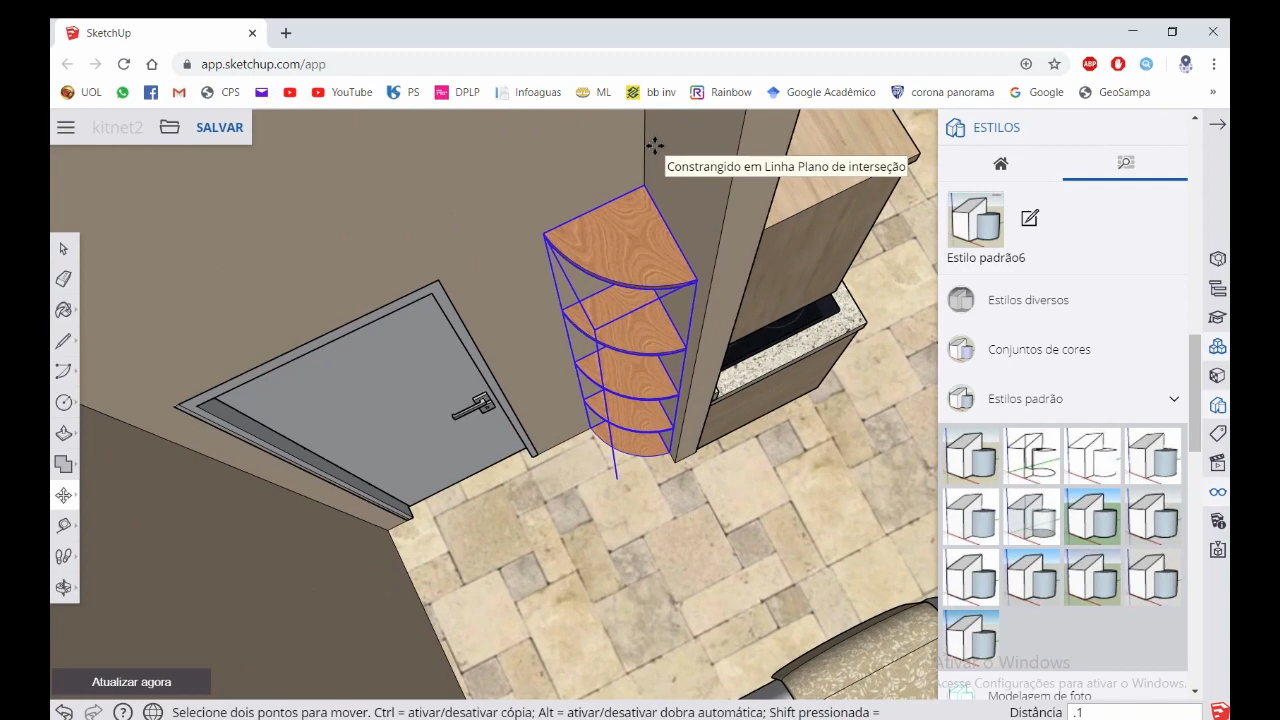 SketchUp
app.sketchup.com/app
UOL CPS YouTube PS DPLP Infoaguas ML bb inv Rainbow Google Acadêmico corona panorama Google GeoSampa »
kitnet2 SALVAR
ESTILOS
Constrangido em Linha Plano de interseção
Estilo padrão6
Estilos diversos
Conjuntos de cores
Estilos padrão
Ativar o Windows
Acesse Configurações para ativar o Windows.
Modelagem de foto
Atualizar agora
Selecione dois pontos para mover. Ctrl = ativar/desativar cópia; Alt = ativar/desativar dobra automática; Shift pressionada =
Distância .1